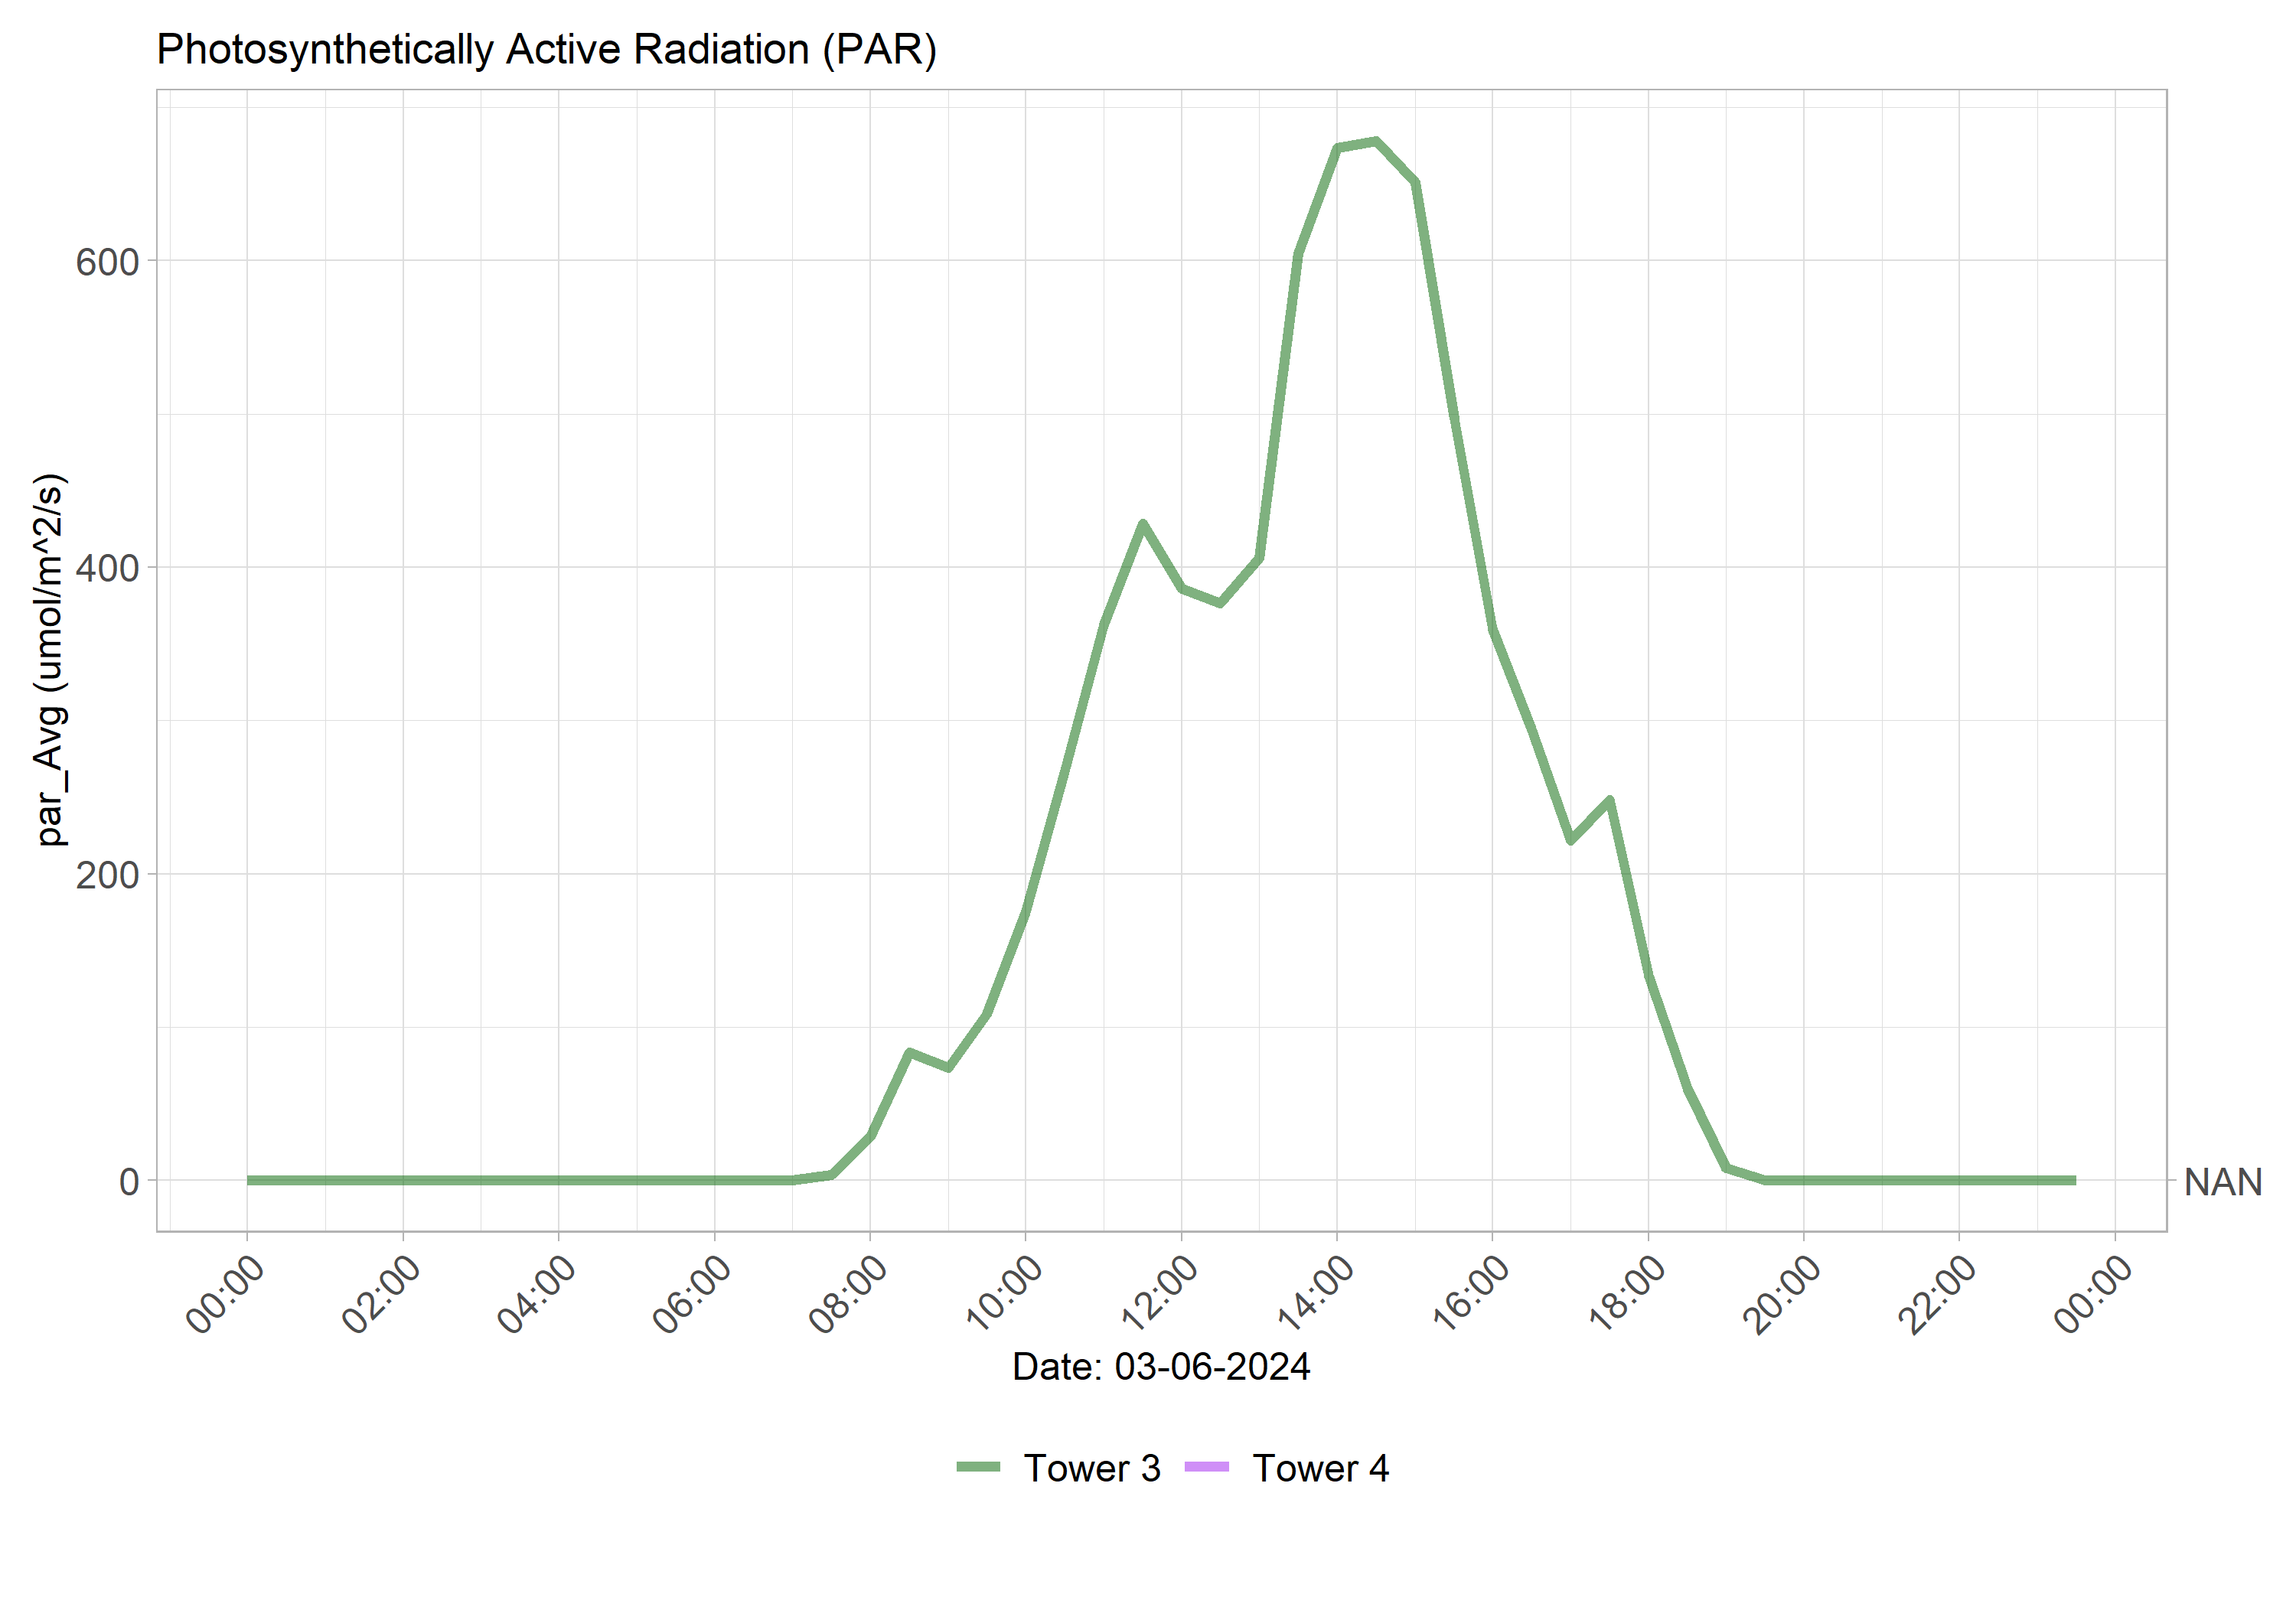 Photosynthetically Active Radiation (PAR)
par_Avg (umol/m^2/s)
600
400
200
0
NAN
00:00
02:00
04:00
06:00
08:00
10:00
12:00
14:00
16:00
18:00
20:00
22:00
00:00
Date: 03-06-2024
Tower 3
Tower 4